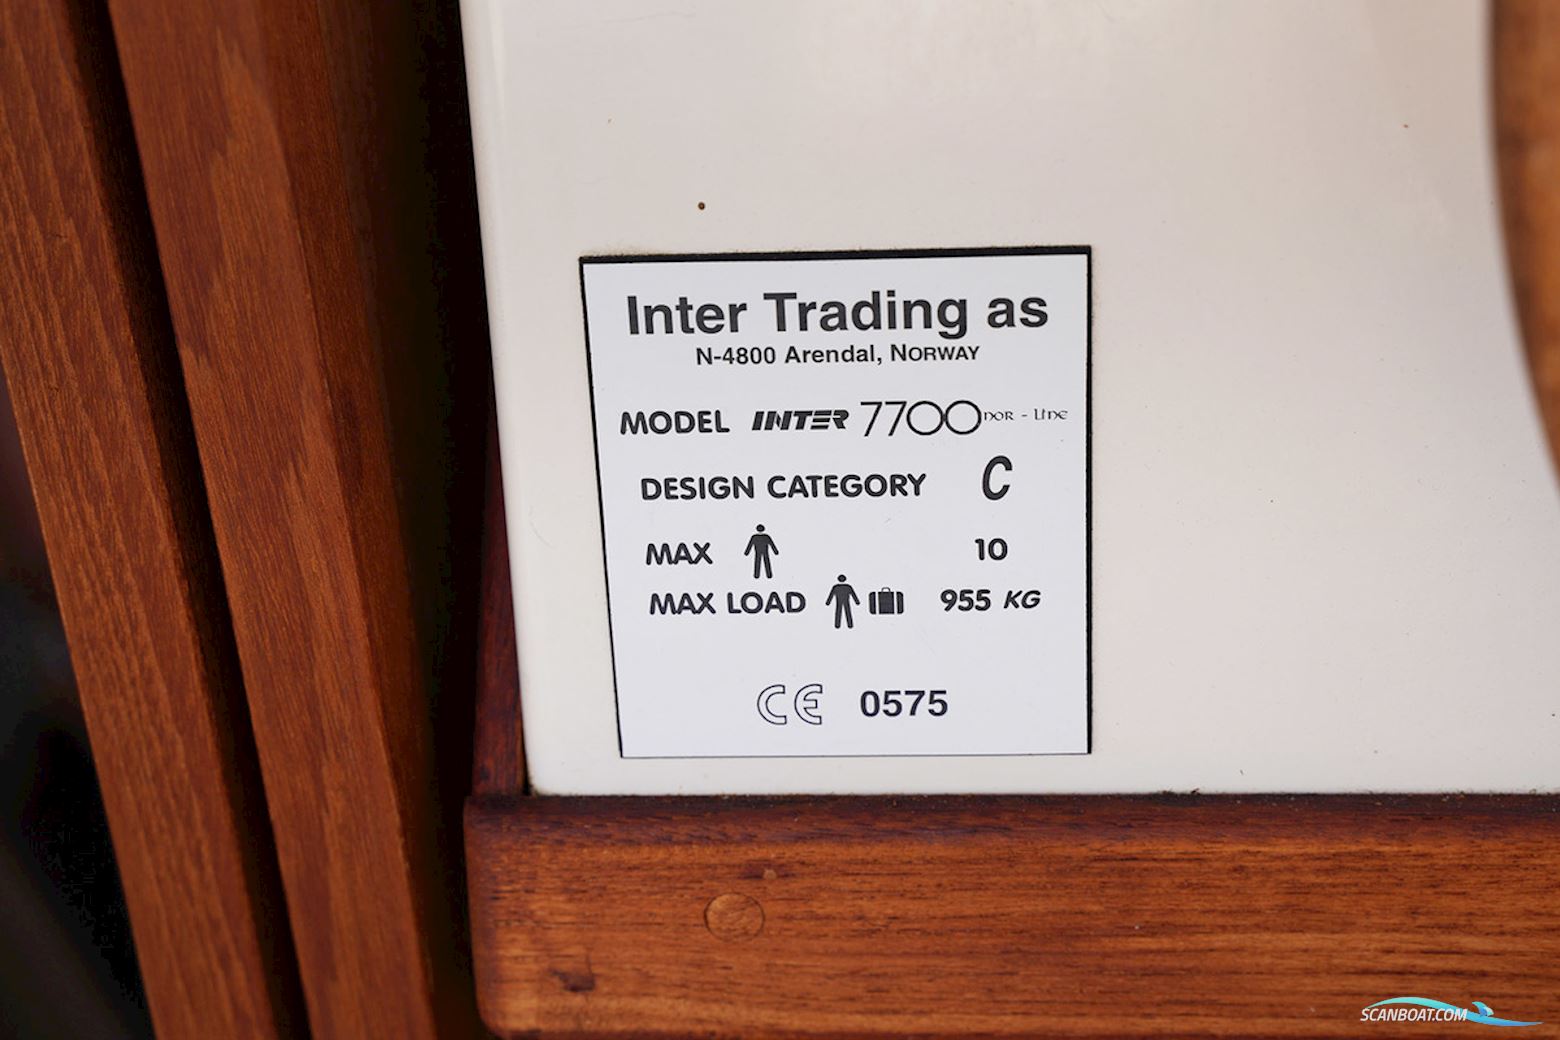 Inter Trading as
N-4800 Arendal, NORWAY
MODEL INTER 7700 nor - line
DESIGN CATEGORY C
MAX 10
MAX LOAD 955 KG
CE 0575
SCANBOAT.COM